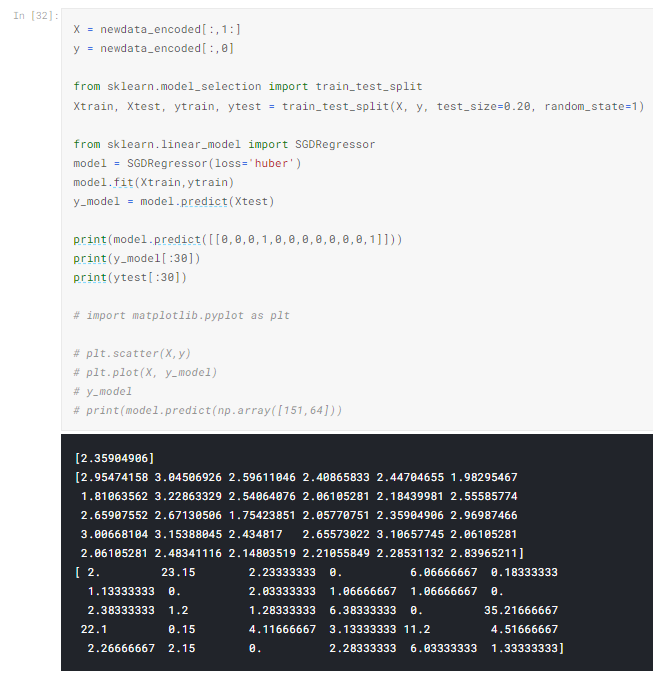 In [32]:
X = newdata_encoded[:,1:]
y = newdata_encoded[:,0]
from sklearn.model_selection import train_test_split
Xtrain, Xtest, ytrain, ytest = train_test_split(X, y, test_size=0.20, random_state=1)
from sklearn.linear_model import SGDRegressor
model = SGDRegressor(loss='huber')
model.fit(Xtrain,ytrain)
y_model = model.predict(Xtest)
print(model.predict([[0,0,0,1,0,0,0,0,0,0,0,1]]))
print(y_model[:30])
print(ytest[:30])
# import matplotlib.pyplot as plt
# plt.scatter(X,y)
# plt.plot(X, y_model)
# y_model
# print(model.predict(np.array([151,64]))
[2.35904906]
[2.95474158 3.04506926 2.59611046 2.40865833 2.44704655 1.98295467
1.81063562 3.22863329 2.54064076 2.06105281 2.18439981 2.55585774
2.65907552 2.67130506 1.75423851 2.05770751 2.35904906 2.96987466
3.00668104 3.15388045 2.434817 2.65573022 3.10657745 2.06105281
2.06105281 2.48341116 2.14803519 2.21055849 2.28531132 2.83965211]
[ 2. 23.15 2.23333333 0. 6.06666667 0.18333333
1.13333333 0. 2.03333333 1.06666667 1.06666667 0.
2.38333333 1.2 1.28333333 6.38333333 0. 35.21666667
22.1 0.15 4.11666667 3.13333333 11.2 4.51666667
2.26666667 2.15 0. 2.28333333 6.03333333 1.33333333]